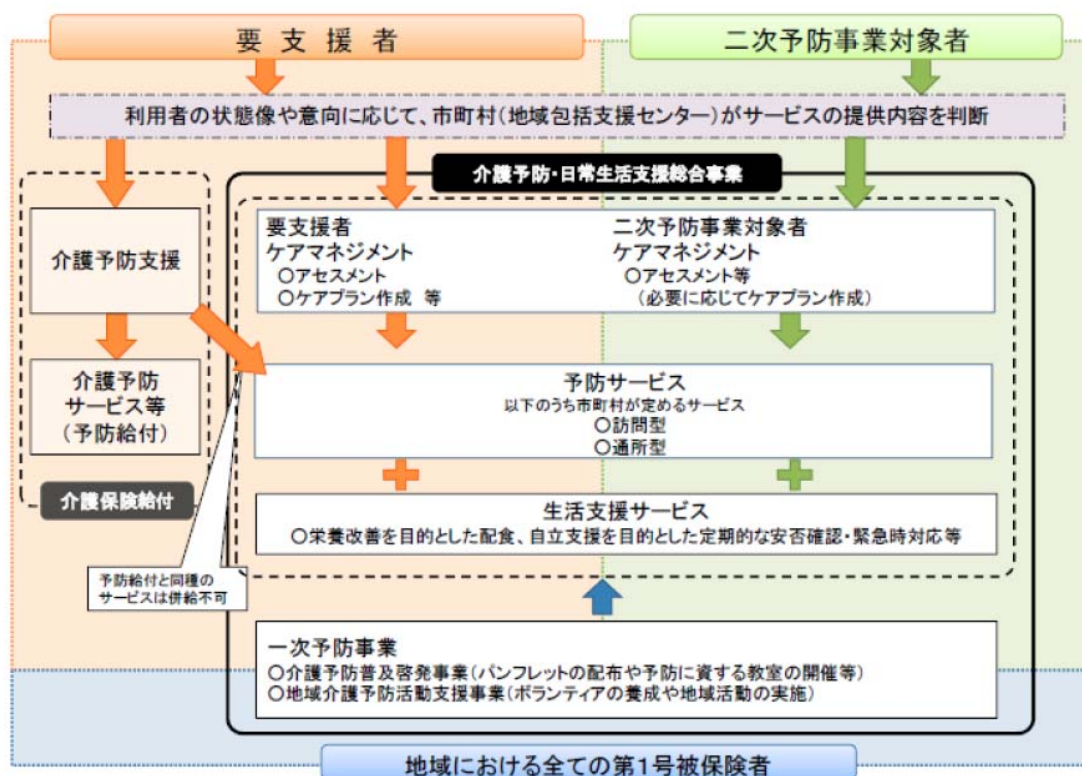 要支援者
二次予防事業対象者
利用者の状態像や意向に応じて、市町村(地域包括支援センター)がサービスの提供内容を判断
介護予防・日常生活支援総合事業
介護予防支援
要支援者
ケアマネジメント
○アセスメント
○ケアプラン作成 等
二次予防事業対象者
ケアマネジメント
○アセスメント等
(必要に応じてケアプラン作成)
介護予防
サービス等
(予防給付)
介護保険給付
予防サービス
以下のうち市町村が定めるサービス
○訪問型
○通所型
生活支援サービス
○栄養改善を目的とした配食、自立支援を目的とした定期的な安否確認・緊急時対応等
予防給付と同種の
サービスは併給不可
一次予防事業
○介護予防普及啓発事業(パンフレットの配布や予防に資する教室の開催等)
○地域介護予防活動支援事業(ボランティアの養成や地域活動の実施)
地域における全ての第1号被保険者